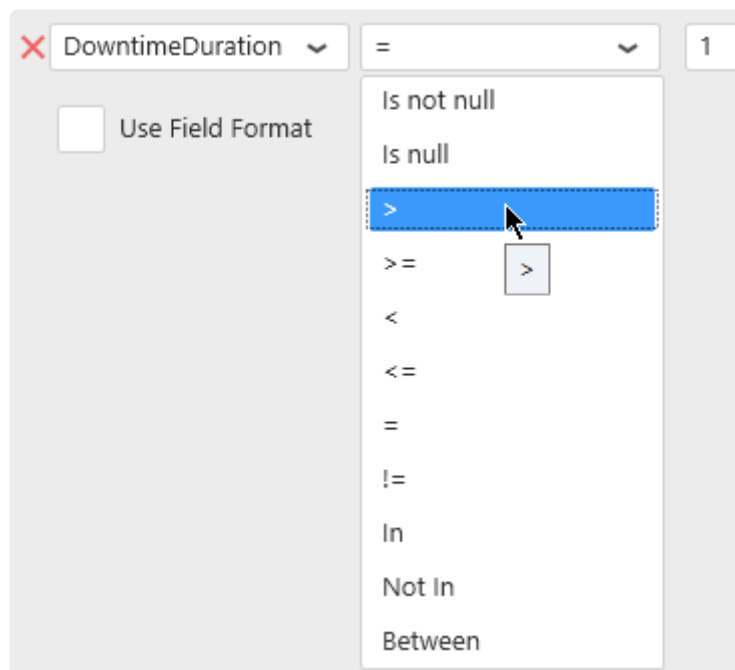 DowntimeDuration = 1
Is not null
Use Field Format
Is null
>
>=
>
<
<=
=
!=
In
Not In
Between